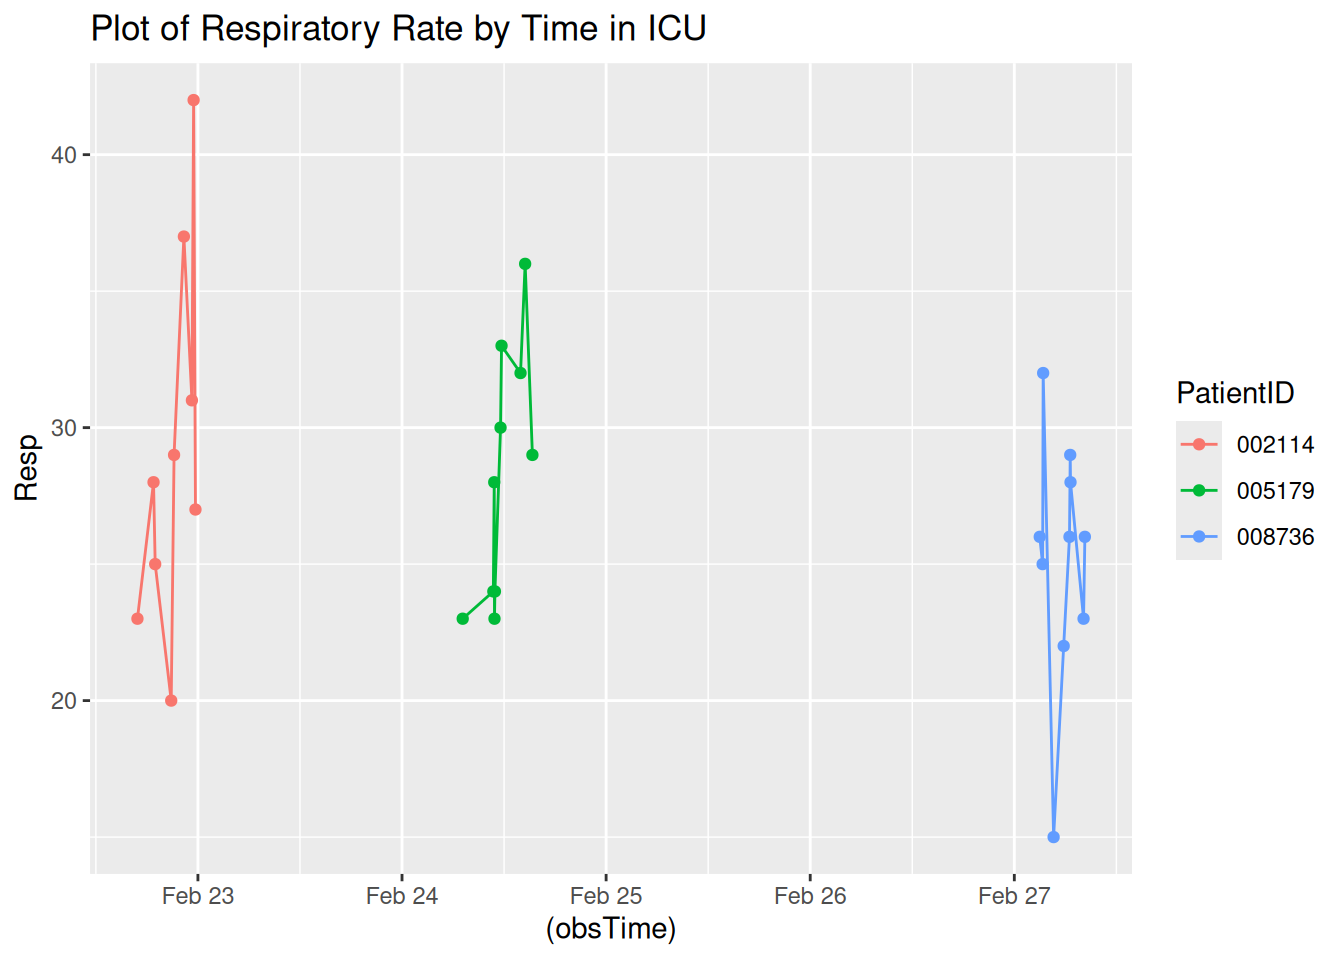 Plot of Respiratory Rate by Time in ICU
40
30
20
Resp
Feb 23
Feb 24
Feb 25
Feb 26
Feb 27
(obsTime)
PatientID
002114
005179
008736